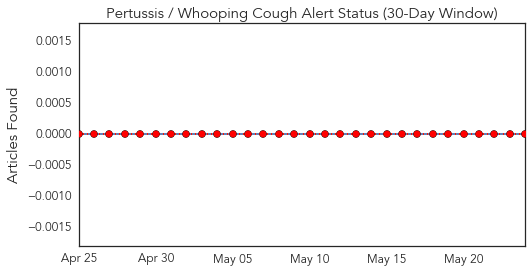 Pertussis / Whooping Cough Alert Status (30-Day Window)
Articles Found
0.0015
0.0010
0.0005
0.0000
−0.0005
−0.0010
−0.0015
Apr 25
Apr 30
May 05
May 10
May 15
May 20